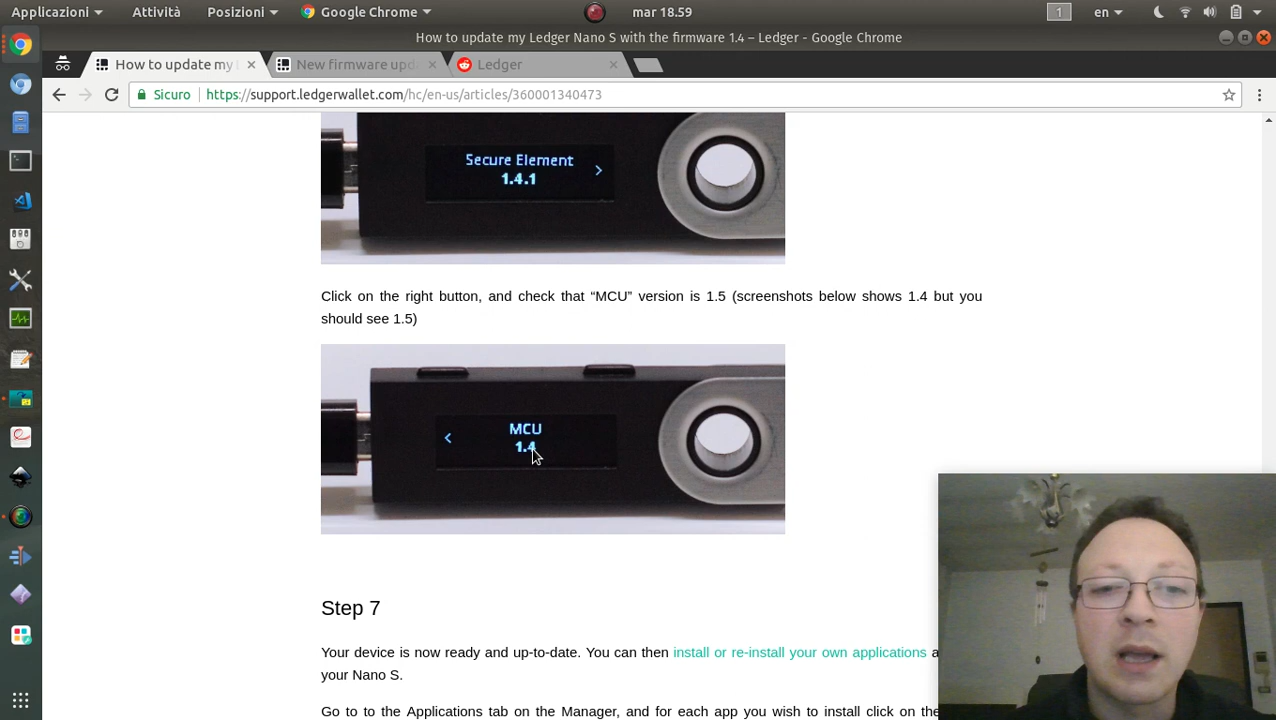 Applicazioni Attività Posizioni Google Chrome mar 18.59 1 en
How to update my Ledger Nano S with the firmware 1.4 – Ledger - Google Chrome
How to update my L New firmware upda Ledger
Sicuro https://support.ledgerwallet.com/hc/en-us/articles/360001340473
Secure Element
1.4.1
Click on the right button, and check that “MCU” version is 1.5 (screenshots below shows 1.4 but you
should see 1.5)
MCU
1.4
Step 7
Your device is now ready and up-to-date. You can then install or re-install your own applications
your Nano S.
Go to to the Applications tab on the Manager, and for each app you wish to install click on the